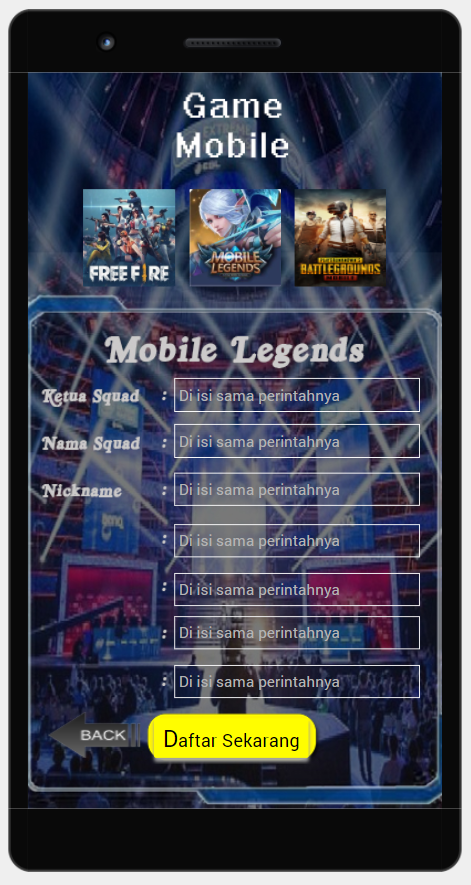 Game
Mobile
FREE FIRE
MOBILE
LEGENDS
BATTLEGROUNDS
MOBILE
Mobile Legends
Ketua Squad : Di isi sama perintahnya
Nama Squad : Di isi sama perintahnya
Nickname : Di isi sama perintahnya
: Di isi sama perintahnya
: Di isi sama perintahnya
: Di isi sama perintahnya
: Di isi sama perintahnya
BACK
Daftar Sekarang